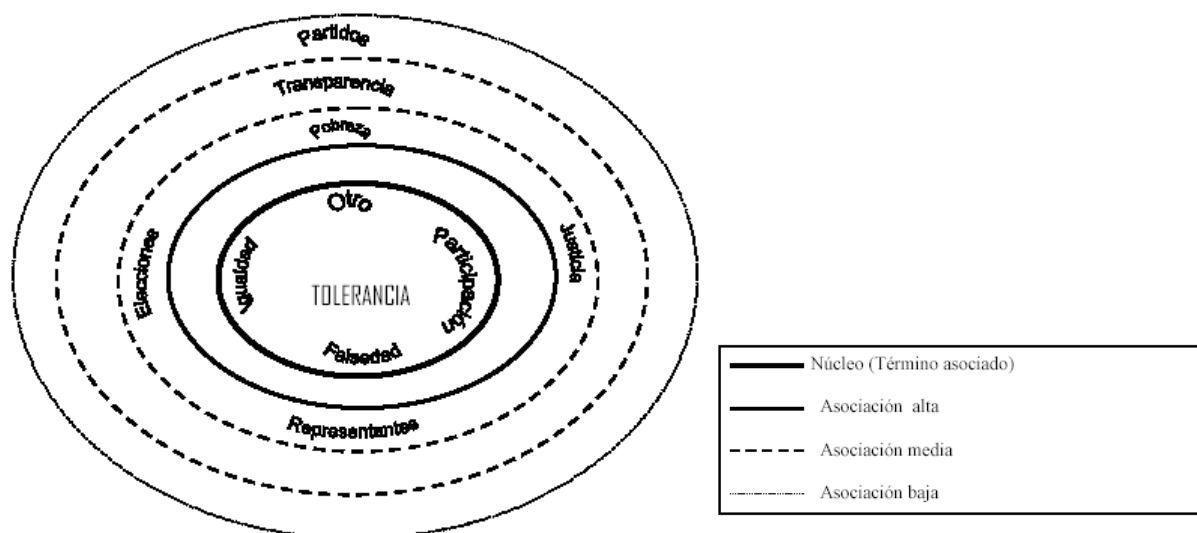 Partidos
Transparencia
Pobreza
Otro
Elecciones
Igualdad
Participación
Justicia
TOLERANCIA
Falsedad
Representantes
Núcleo (Término asociado)
Asociación alta
Asociación media
Asociación baja